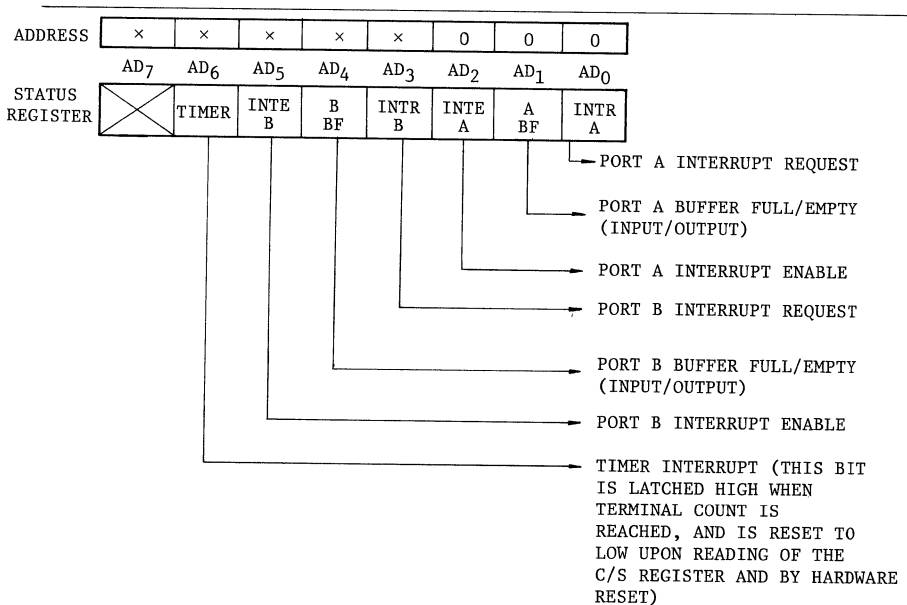 ADDRESS × × × × × 0 0 0
AD7 AD6 AD5 AD4 AD3 AD2 AD1 AD0
STATUS
REGISTER
TIMER
INTE
B
B
BF
INTR
B
INTE
A
A
BF
INTR
A
PORT A INTERRUPT REQUEST
PORT A BUFFER FULL/EMPTY
(INPUT/OUTPUT)
PORT A INTERRUPT ENABLE
PORT B INTERRUPT REQUEST
PORT B BUFFER FULL/EMPTY
(INPUT/OUTPUT)
PORT B INTERRUPT ENABLE
TIMER INTERRUPT (THIS BIT
IS LATCHED HIGH WHEN
TERMINAL COUNT IS
REACHED, AND IS RESET TO
LOW UPON READING OF THE
C/S REGISTER AND BY HARDWARE
RESET)